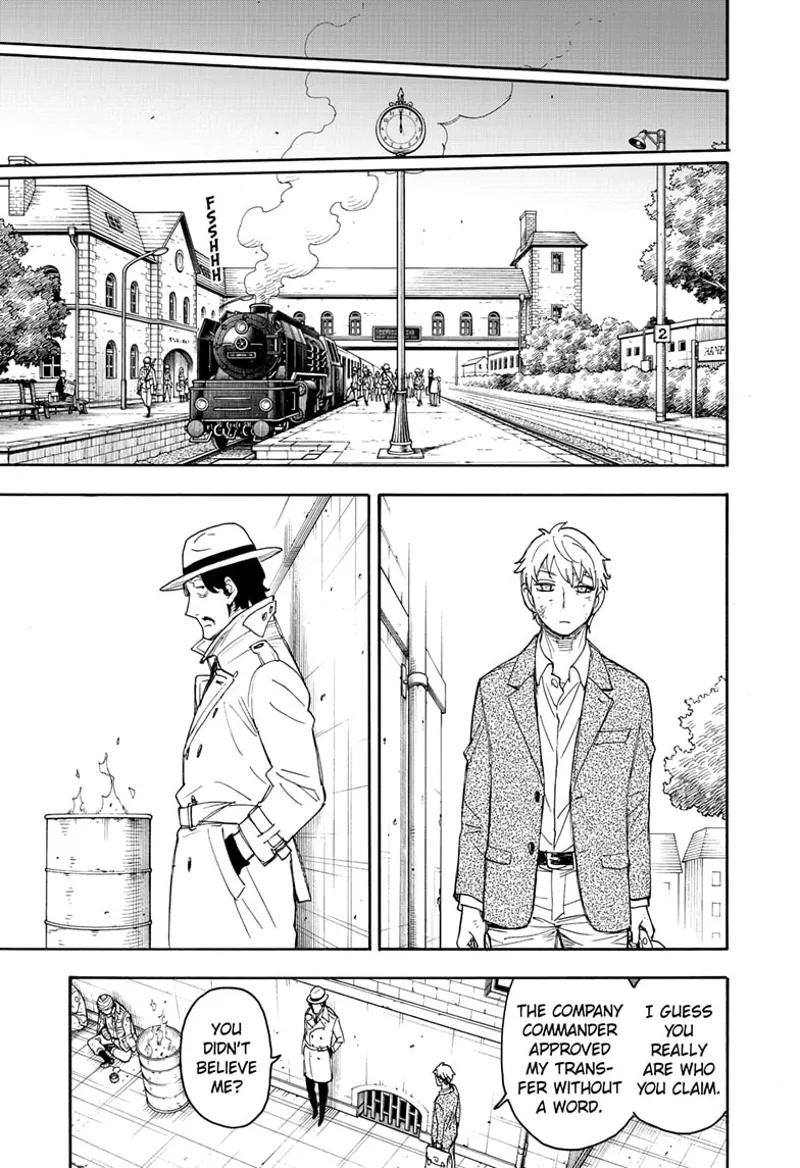 FSSHHH
2
I GUESS
YOU
REALLY
ARE WHO
YOU CLAIM.
THE COMPANY
COMMANDER
APPROVED
MY TRANS-
FER WITHOUT
A WORD.
YOU
DIDN'T
BELIEVE
ME?